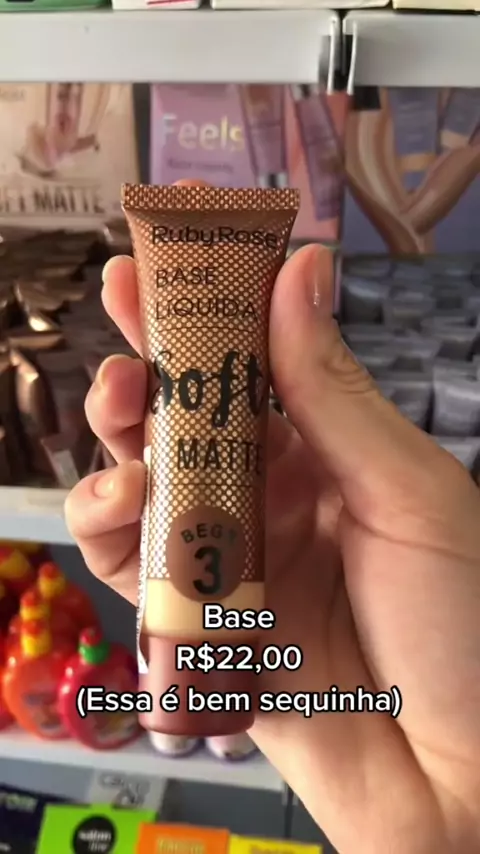 Feels
MATTE
RubyRose
BASE
LIQUIDA
Soft
MATTE
BEGE
3
Base
R$22,00
(Essa é bem sequinha)